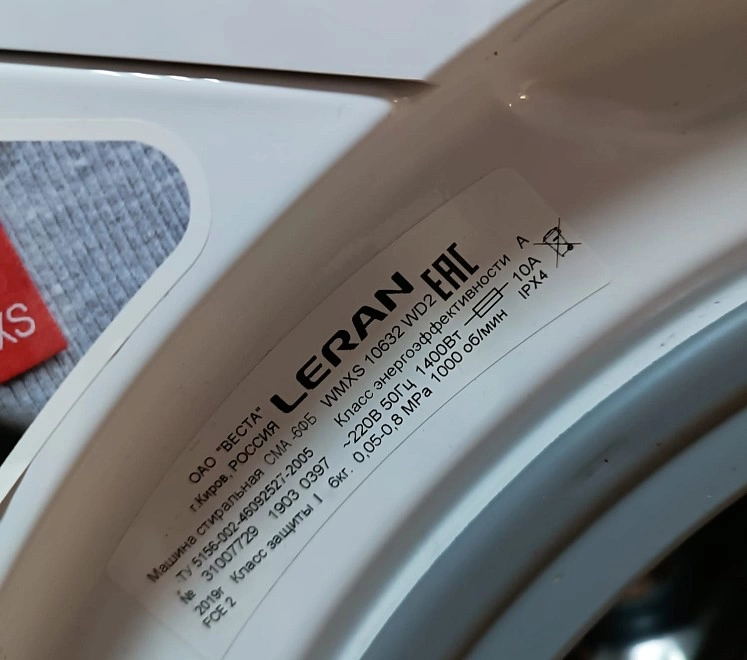 XS
LERAN EAC
ОАО "ВЕСТА"
г.Киров, РОССИЯ
Машина стиральная СМА -6ФБ WMXS 10632 WD2
ТУ 5156-002-46092527-2005 Класс энергоэффективности A
№ 31007729 1903 0397 ~220В 50Гц 1400Вт 10А
2019г Класс защиты I 6кг. 0,05-0,8 MPa 1000 об/мин IPX4
FCE 2